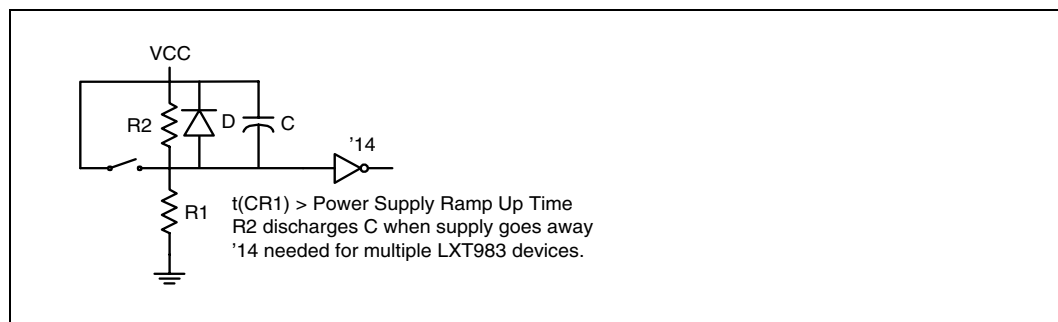 VCC
R2
D
C
'14
R1
t(CR1) > Power Supply Ramp Up Time
R2 discharges C when supply goes away
'14 needed for multiple LXT983 devices.